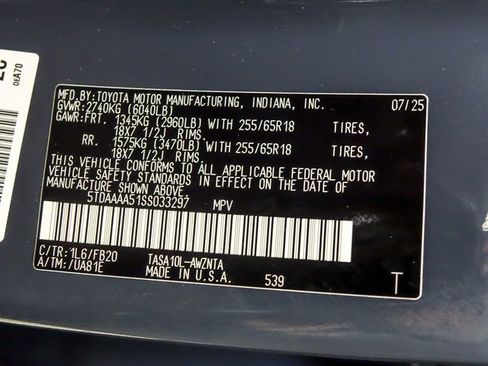 0EA70
MFD.BY:TOYOTA MOTOR MANUFACTURING, INDIANA, INC. 07/25
GVWR:2740KG (6040LB)
GAWR:FRT. 1345KG (2960LB) WITH 255/65R18 TIRES,
18X7 1/2J RIMS.
RR. 1575KG (3470LB) WITH 255/65R18 TIRES,
18X7 1/2J RIMS.
THIS VEHICLE CONFORMS TO ALL APPLICABLE FEDERAL MOTOR
VEHICLE SAFETY STANDARDS IN EFFECT ON THE DATE OF
MANUFACTURE SHOWN ABOVE.
5TDAAAA51SS033297 MPV
C/TR:1L6/FB20 TASA10L-AWZNTA
A/TM:/UA81E MADE IN U.S.A. 539 T